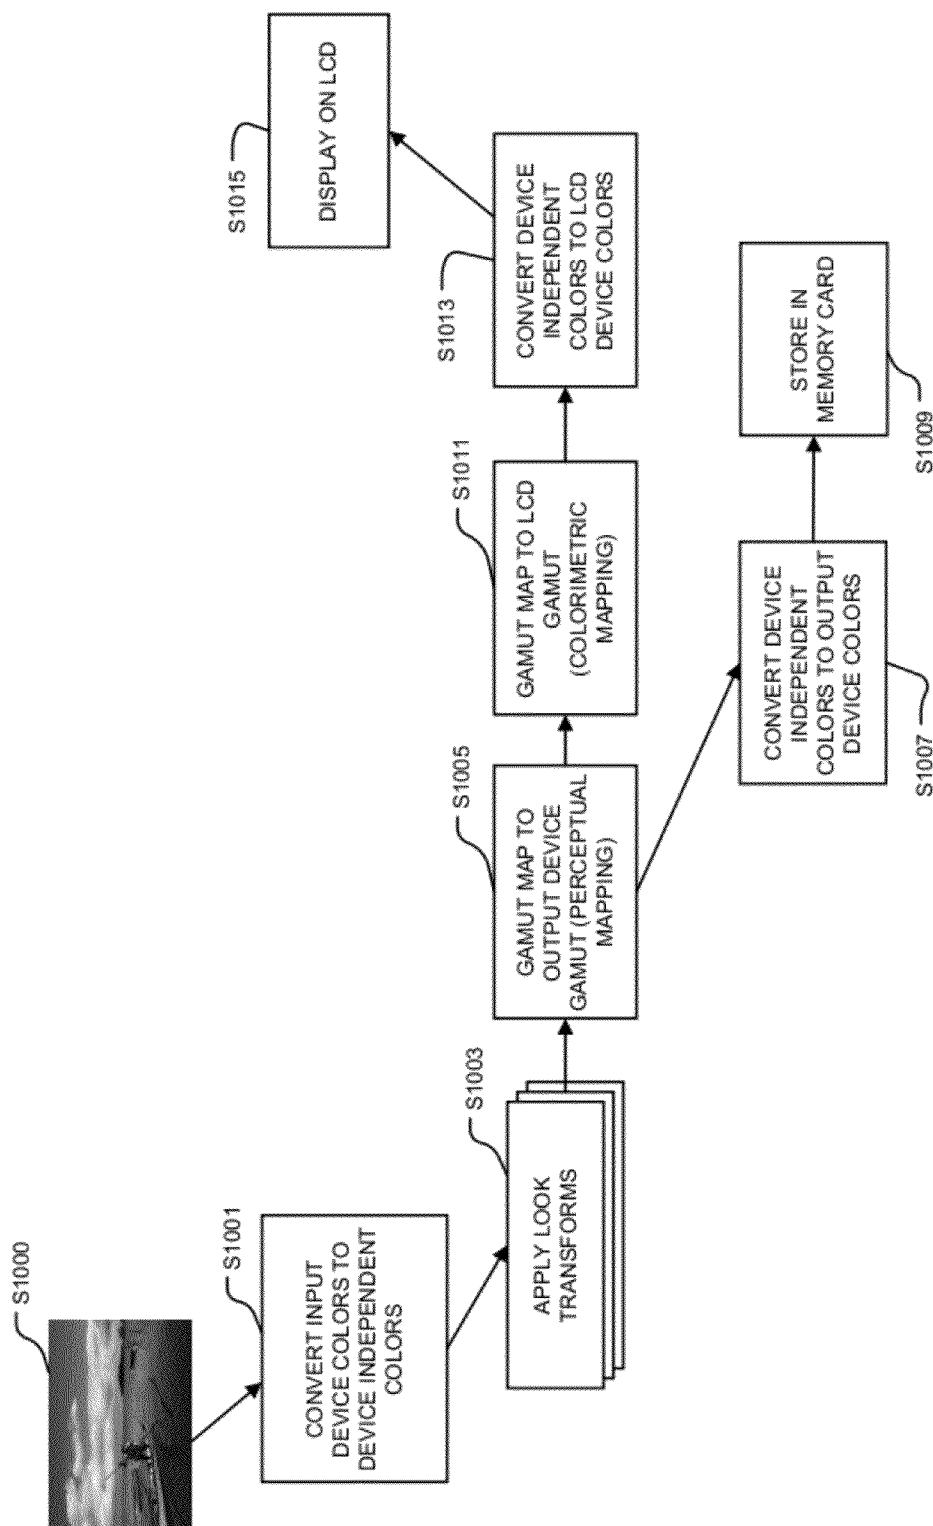 S1000
S1001
CONVERT INPUT
DEVICE COLORS TO
DEVICE INDEPENDENT
COLORS
S1003
APPLY LOOK
TRANSFORMS
S1005
GAMUT MAP TO
OUTPUT DEVICE
GAMUT (PERCEPTUAL
MAPPING)
S1011
GAMUT MAP TO LCD
GAMUT
(COLORIMETRIC
MAPPING)
S1013
CONVERT DEVICE
INDEPENDENT
COLORS TO LCD
DEVICE COLORS
S1015
DISPLAY ON LCD
CONVERT DEVICE
INDEPENDENT
COLORS TO OUTPUT
DEVICE COLORS
S1007
STORE IN
MEMORY CARD
S1009